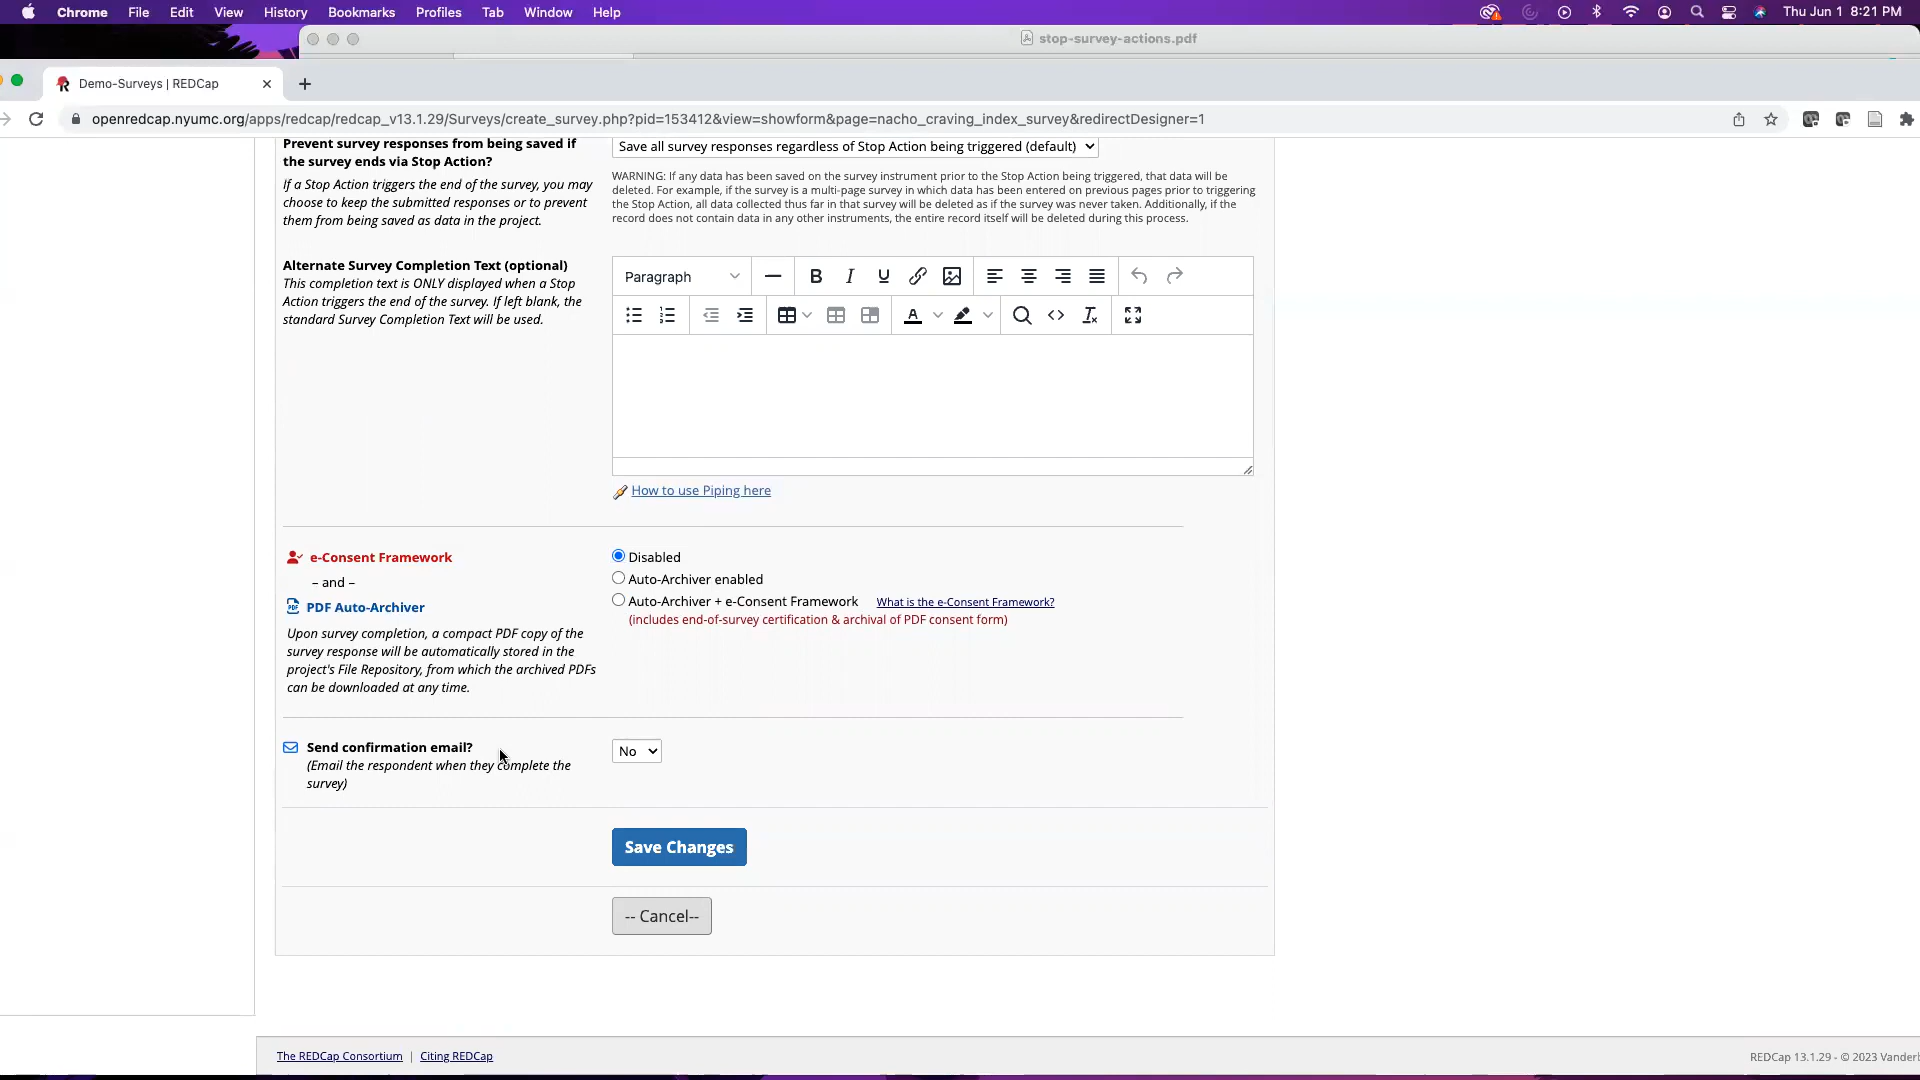 Chrome File Edit View History Bookmarks Profiles Tab Window Help Thu Jun 1 8:21 PM
stop-survey-actions.pdf
Demo-Surveys | REDCap
openredcap.nyumc.org/apps/redcap/redcap_v13.1.29/Surveys/create_survey.php?pid=153412&view=showform&page=nacho_craving_index_survey&redirectDesigner=1
Prevent survey responses from being saved if
the survey ends via Stop Action?
If a Stop Action triggers the end of the survey, you may
choose to keep the submitted responses or to prevent
them from being saved as data in the project.
Save all survey responses regardless of Stop Action being triggered (default)
WARNING: If any data has been saved on the survey instrument prior to the Stop Action being triggered, that data will be
deleted. For example, if the survey is a multi-page survey in which data has been entered on previous pages prior to triggering
the Stop Action, all data collected thus far in that survey will be deleted as if the survey was never taken. Additionally, if the
record does not contain data in any other instruments, the entire record itself will be deleted during this process.
Alternate Survey Completion Text (optional)
This completion text is ONLY displayed when a Stop
Action triggers the end of the survey. If left blank, the
standard Survey Completion Text will be used.
Paragraph
How to use Piping here
e-Consent Framework
– and –
PDF Auto-Archiver
Upon survey completion, a compact PDF copy of the
survey response will be automatically stored in the
project's File Repository, from which the archived PDFs
can be downloaded at any time.
Disabled
Auto-Archiver enabled
Auto-Archiver + e-Consent Framework What is the e-Consent Framework?
(includes end-of-survey certification & archival of PDF consent form)
Send confirmation email?
(Email the respondent when they complete the
survey)
No
Save Changes
-- Cancel--
The REDCap Consortium | Citing REDCap
REDCap 13.1.29 - © 2023